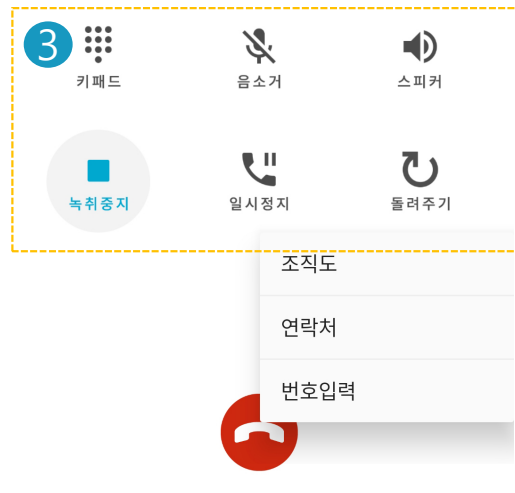 3
키패드 음소거 스피커
녹취중지 일시정지 돌려주기
조직도
연락처
번호입력